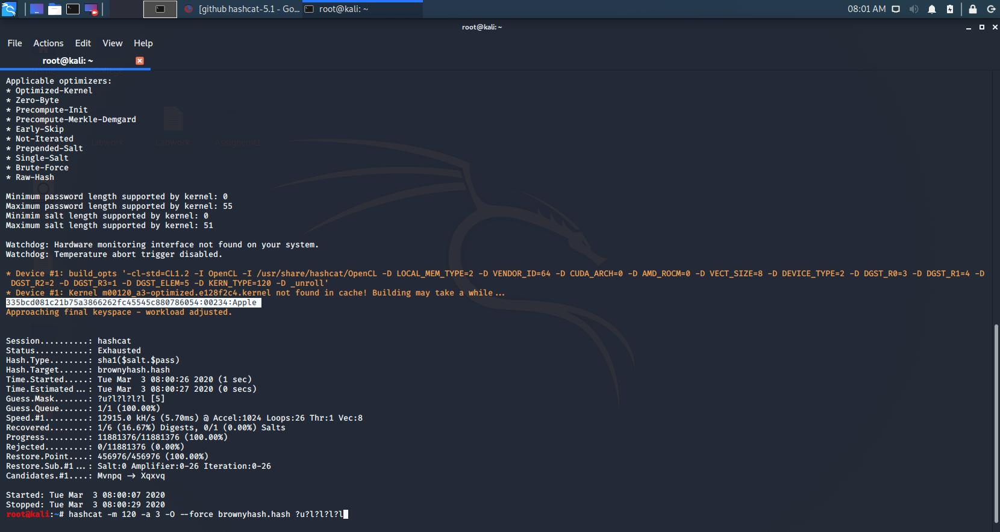 [github hashcat-5.1 - Go...
root@kali: ~
08:01 AM
root@kali: ~
File Actions Edit View Help
root@kali: ~
Applicable optimizers:
* Optimized-Kernel
* Zero-Byte
* Precompute-Init
* Precompute-Merkle-Demgard
* Early-Skip
* Not-Iterated
* Prepended-Salt
* Single-Salt
* Brute-Force
* Raw-Hash
Minimum password length supported by kernel: 0
Maximum password length supported by kernel: 55
Minimim salt length supported by kernel: 0
Maximum salt length supported by kernel: 51
Watchdog: Hardware monitoring interface not found on your system.
Watchdog: Temperature abort trigger disabled.
* Device #1: build_opts '-cl-std=CL1.2 -I OpenCL -I /usr/share/hashcat/OpenCL -D LOCAL_MEM_TYPE=2 -D VENDOR_ID=64 -D CUDA_ARCH=0 -D AMD_ROCM=0 -D VECT_SIZE=8 -D DEVICE_TYPE=2 -D DGST_R0=3 -D DGST_R1=4 -D
DGST_R2=2 -D DGST_R3=1 -D DGST_ELEM=5 -D KERN_TYPE=120 -D _unroll'
* Device #1: Kernel m00120_a3-optimized.e128f2c4.kernel not found in cache! Building may take a while...
335bcd081c21b75a3866262fc45545c880786054:00234:Apple
Approaching final keyspace - workload adjusted.
Session..........: hashcat
Status...........: Exhausted
Hash.Type........: sha1($salt.$pass)
Hash.Target......: brownyhash.hash
Time.Started.....: Tue Mar  3 08:00:26 2020 (1 sec)
Time.Estimated...: Tue Mar  3 08:00:27 2020 (0 secs)
Guess.Mask.......: ?u?l?l?l?l [5]
Guess.Queue......: 1/1 (100.00%)
Speed.#1.........: 12915.0 kH/s (5.70ms) @ Accel:1024 Loops:26 Thr:1 Vec:8
Recovered........: 1/6 (16.67%) Digests, 0/1 (0.00%) Salts
Progress.........: 11881376/11881376 (100.00%)
Rejected.........: 0/11881376 (0.00%)
Restore.Point....: 456976/456976 (100.00%)
Restore.Sub.#1...: Salt:0 Amplifier:0-26 Iteration:0-26
Candidates.#1....: Mvnpq -> Xqxvq
Started: Tue Mar  3 08:00:07 2020
Stopped: Tue Mar  3 08:00:29 2020
root@kali:~# hashcat -m 120 -a 3 -O --force brownyhash.hash ?u?l?l?l?l